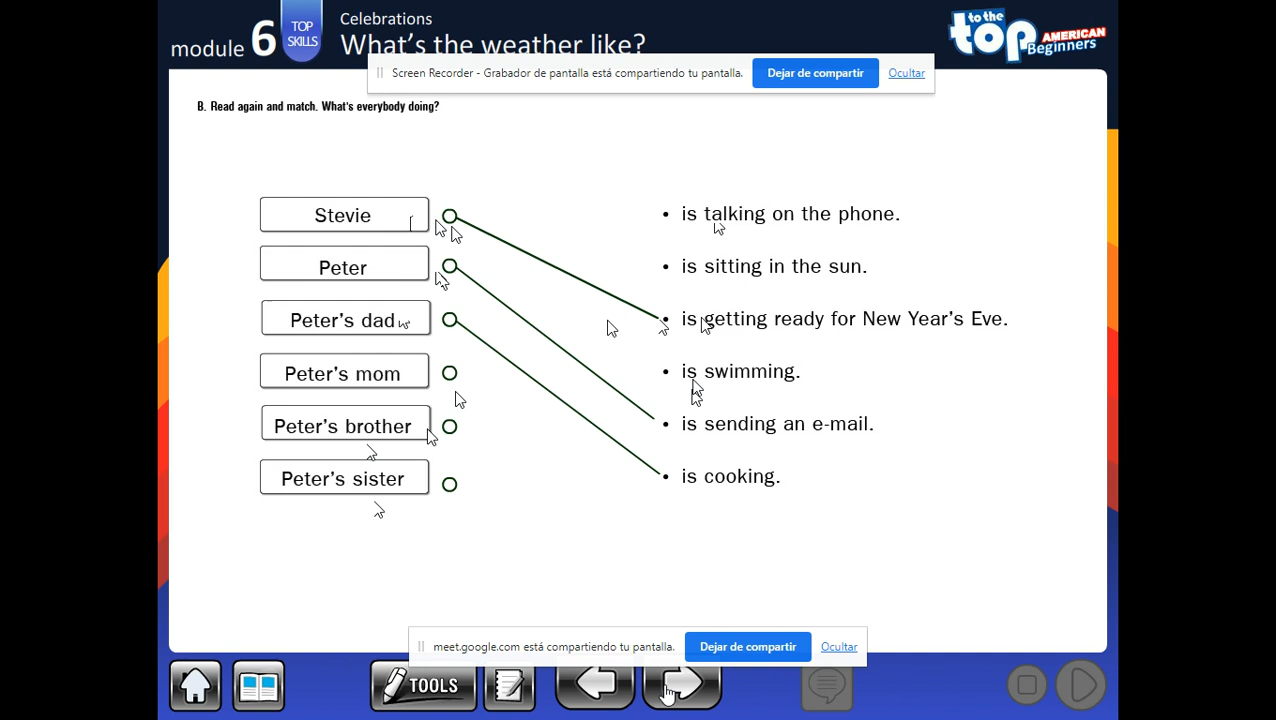 module 6
TOP
SKILLS
Celebrations
What's the weather like?
to the
top
AMERICAN
Beginners
Screen Recorder - Grabador de pantalla está compartiendo tu pantalla. Dejar de compartir Ocultar
B. Read again and match. What's everybody doing?
Stevie
Peter
Peter's dad
Peter's mom
Peter's brother
Peter's sister
• is talking on the phone.
• is sitting in the sun.
• is getting ready for New Year's Eve.
• is swimming.
• is sending an e-mail.
• is cooking.
meet.google.com está compartiendo tu pantalla. Dejar de compartir Ocultar
TOOLS